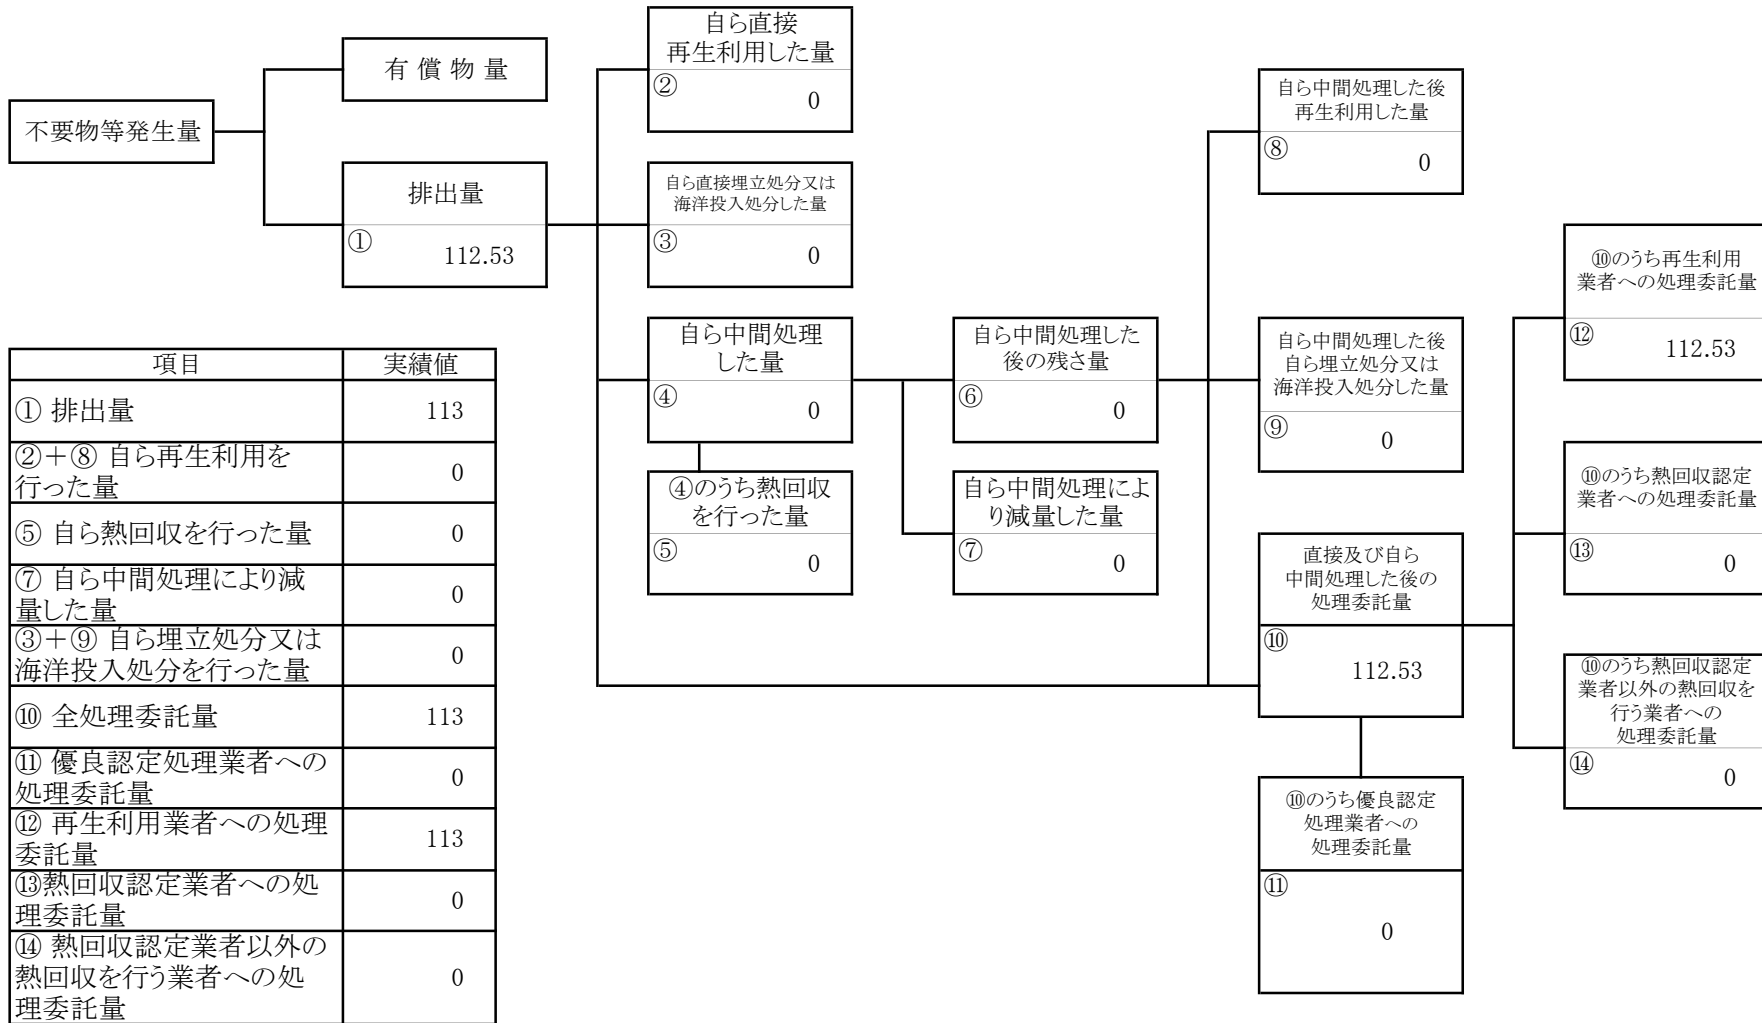 不要物等発生量
有 償 物 量
排出量
①
112.53
自ら直接
再生利用した量
②
0
自ら直接埋立処分又は
海洋投入処分した量
③
0
自ら中間処理
した量
④
0
④のうち熱回収
を行った量
⑤
0
自ら中間処理した
後の残さ量
⑥
0
自ら中間処理によ
り減量した量
⑦
0
自ら中間処理した後
再生利用した量
⑧
0
自ら中間処理した後
自ら埋立処分又は
海洋投入処分した量
⑨
0
直接及び自ら
中間処理した後の
処理委託量
⑩
112.53
⑩のうち優良認定
処理業者への
処理委託量
⑪
0
⑩のうち再生利用
業者への処理委託量
⑫
112.53
⑩のうち熱回収認定
業者への処理委託量
⑬
0
⑩のうち熱回収認定
業者以外の熱回収を
行う業者への
処理委託量
⑭
0
項目 実績値
① 排出量 113
②＋⑧ 自ら再生利用を
行った量 0
⑤ 自ら熱回収を行った量 0
⑦ 自ら中間処理により減
量した量 0
③＋⑨ 自ら埋立処分又は
海洋投入処分を行った量 0
⑩ 全処理委託量 113
⑪ 優良認定処理業者への
処理委託量 0
⑫ 再生利用業者への処理
委託量 113
⑬熱回収認定業者への処
理委託量 0
⑭ 熱回収認定業者以外の
熱回収を行う業者への処
理委託量 0